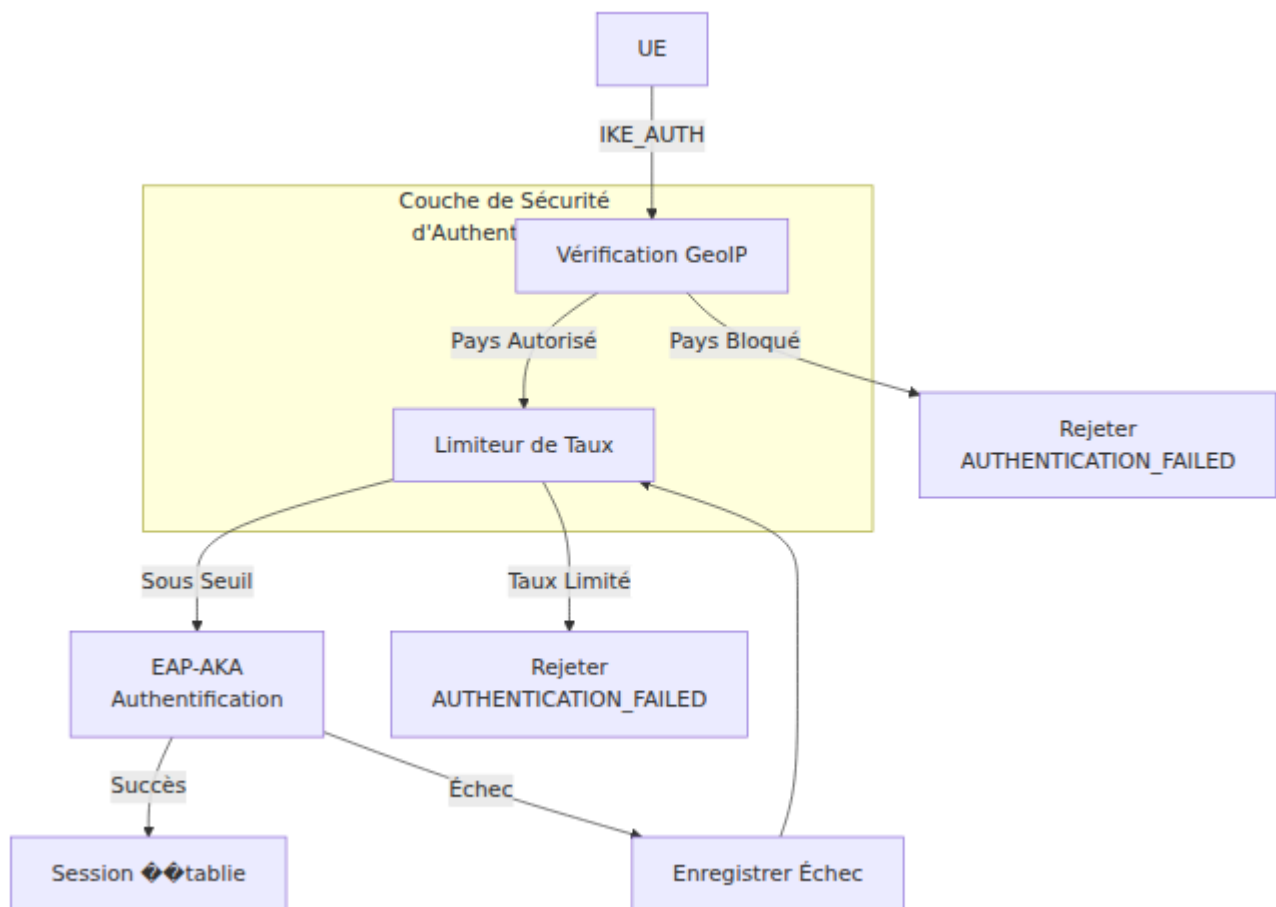 UE
IKE_AUTH
Couche de Sécurité
d'Authent
Vérification GeoIP
Pays Autorisé
Pays Bloqué
Limiteur de Taux
Rejeter
AUTHENTICATION_FAILED
Sous Seuil
Taux Limité
EAP-AKA
Authentification
Rejeter
AUTHENTICATION_FAILED
Succès
Échec
Session ��tablie
Enregistrer Échec